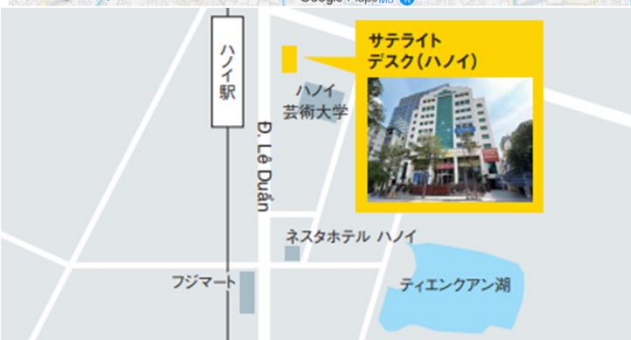 Google Maps
サテライト
デスク(ハノイ)
ハノイ駅
ハノイ
芸術大学
Đ. Lê Duẩn
ネスタホテル ハノイ
フジマート
ティエンクアン湖